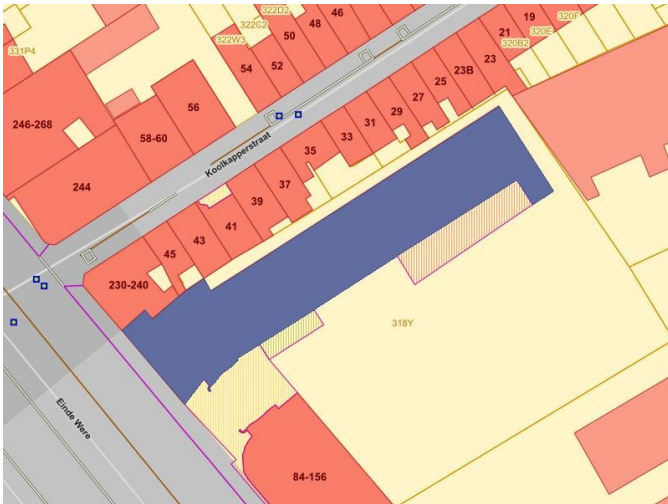 322D2
46
19
320F
322C2
48
320E
21
50
320B2
322W3
331P4
23
52
54
23B
25
56
27
29
246-268
31
33
58-60
Koolkapperstraat
35
37
244
39
41
43
45
230-240
318Y
Einde Were
84-156